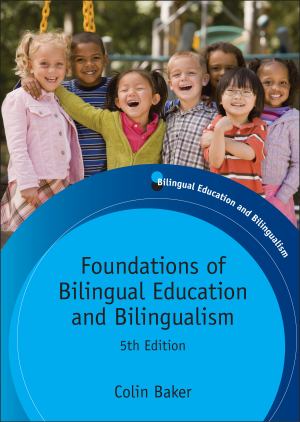 Bilingual Education and Bilingualism
Foundations of
Bilingual Education
and Bilingualism
5th Edition
Colin Baker